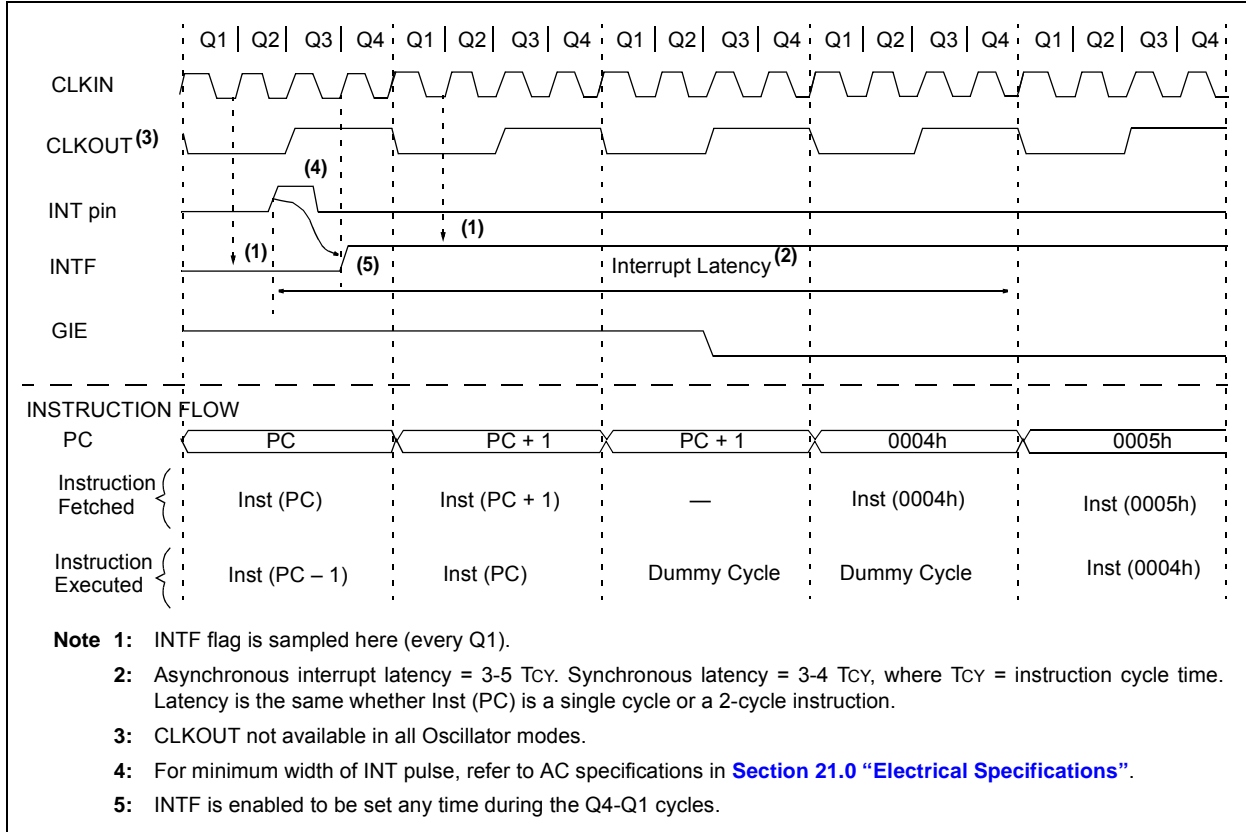 Q1 Q2 Q3 Q4 Q1 Q2 Q3 Q4 Q1 Q2 Q3 Q4 Q1 Q2 Q3 Q4 Q1 Q2 Q3 Q4
CLKIN
CLKOUT (3)
(4)
INT pin
(1)
(1)
INTF
(5)
Interrupt Latency (2)
GIE
INSTRUCTION FLOW
PC PC PC + 1 PC + 1 0004h 0005h
Instruction
Fetched
Inst (PC) Inst (PC + 1) — Inst (0004h) Inst (0005h)
Instruction
Executed
Inst (PC – 1) Inst (PC) Dummy Cycle Dummy Cycle Inst (0004h)
Note 1: INTF flag is sampled here (every Q1).
2: Asynchronous interrupt latency = 3-5 TCY. Synchronous latency = 3-4 TCY, where TCY = instruction cycle time.
Latency is the same whether Inst (PC) is a single cycle or a 2-cycle instruction.
3: CLKOUT not available in all Oscillator modes.
4: For minimum width of INT pulse, refer to AC specifications in Section 21.0 “Electrical Specifications”.
5: INTF is enabled to be set any time during the Q4-Q1 cycles.